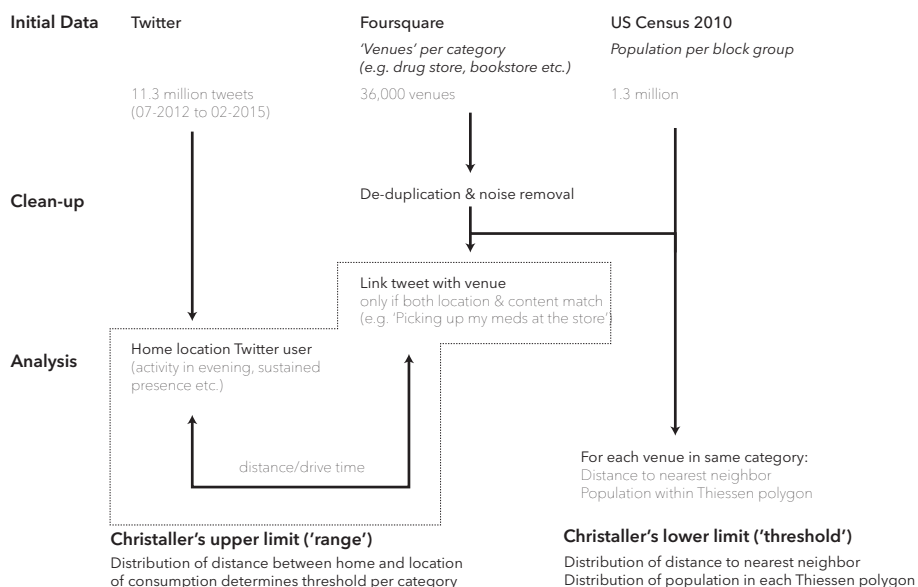 Initial Data
Twitter
Foursquare
US Census 2010
'Venues' per category
(e.g. drug store, bookstore etc.)
Population per block group
11.3 million tweets
(07-2012 to 02-2015)
36,000 venues
1.3 million
Clean-up
De-duplication & noise removal
Link tweet with venue
only if both location & content match
(e.g. 'Picking up my meds at the store')
Analysis
Home location Twitter user
(activity in evening, sustained
presence etc.)
distance/drive time
For each venue in same category:
Distance to nearest neighbor
Population within Thiessen polygon
Christaller's upper limit ('range')
Distribution of distance between home and location
of consumption determines threshold per category
Christaller's lower limit ('threshold')
Distribution of distance to nearest neighbor
Distribution of population in each Thiessen polygon